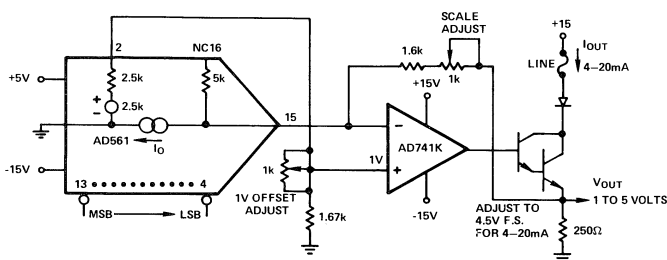 SCALE
ADJUST
+15
2
NC16
1.6k
1k
LINE
IOUT
4–20mA
+5V
2.5k
5k
+
–
2.5k
+15V
15
–
AD561
IO
AD741K
1k
1V
+
-15V
13
4
MSB
LSB
1V OFFSET
ADJUST
1.67k
-15V
ADJUST TO
4.5V F.S.
FOR 4–20mA
VOUT
1 TO 5 VOLTS
250Ω